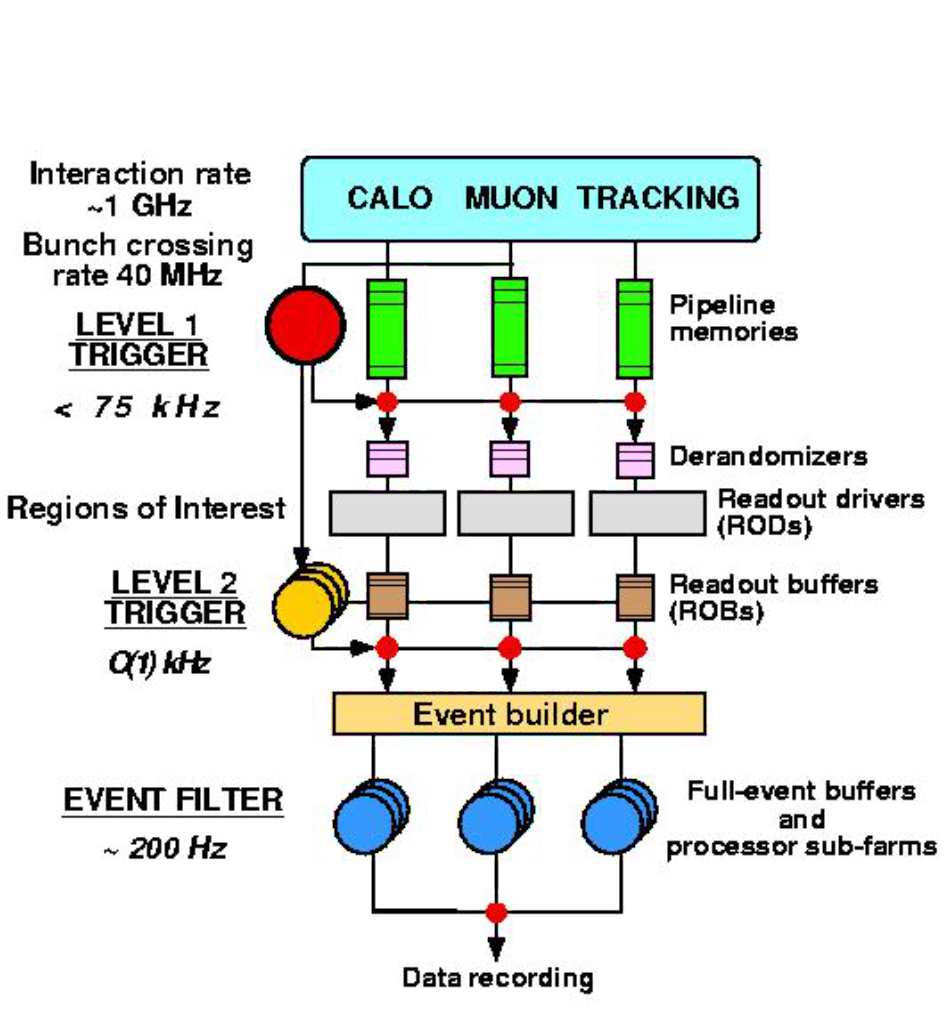 Interaction rate
~1 GHz
Bunch crossing
rate 40 MHz
LEVEL 1
TRIGGER
< 75 kHz
Regions of Interest
LEVEL 2
TRIGGER
O(1) kHz
EVENT FILTER
~ 200 Hz
CALO MUON TRACKING
Pipeline
memories
Derandomizers
Readout drivers
(RODs)
Readout buffers
(ROBs)
Event builder
Full-event buffers
and
processor sub-farms
Data recording